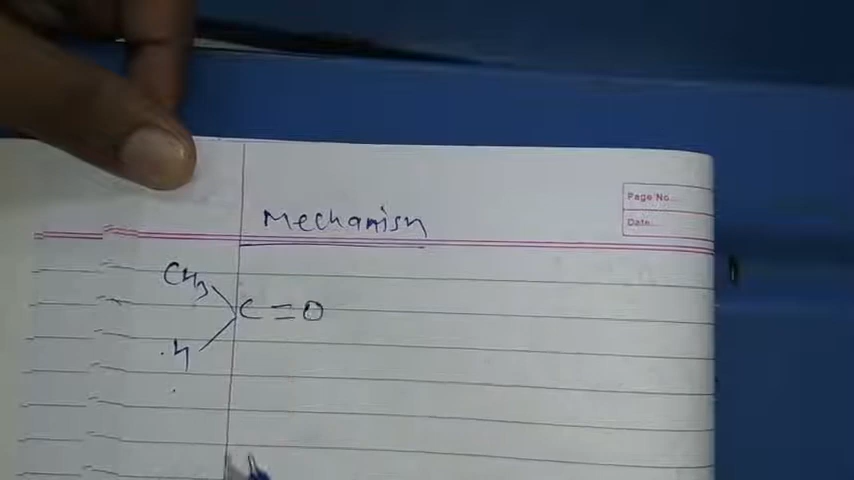 Page No.
Date
Mechanism
CH3
C=O
H